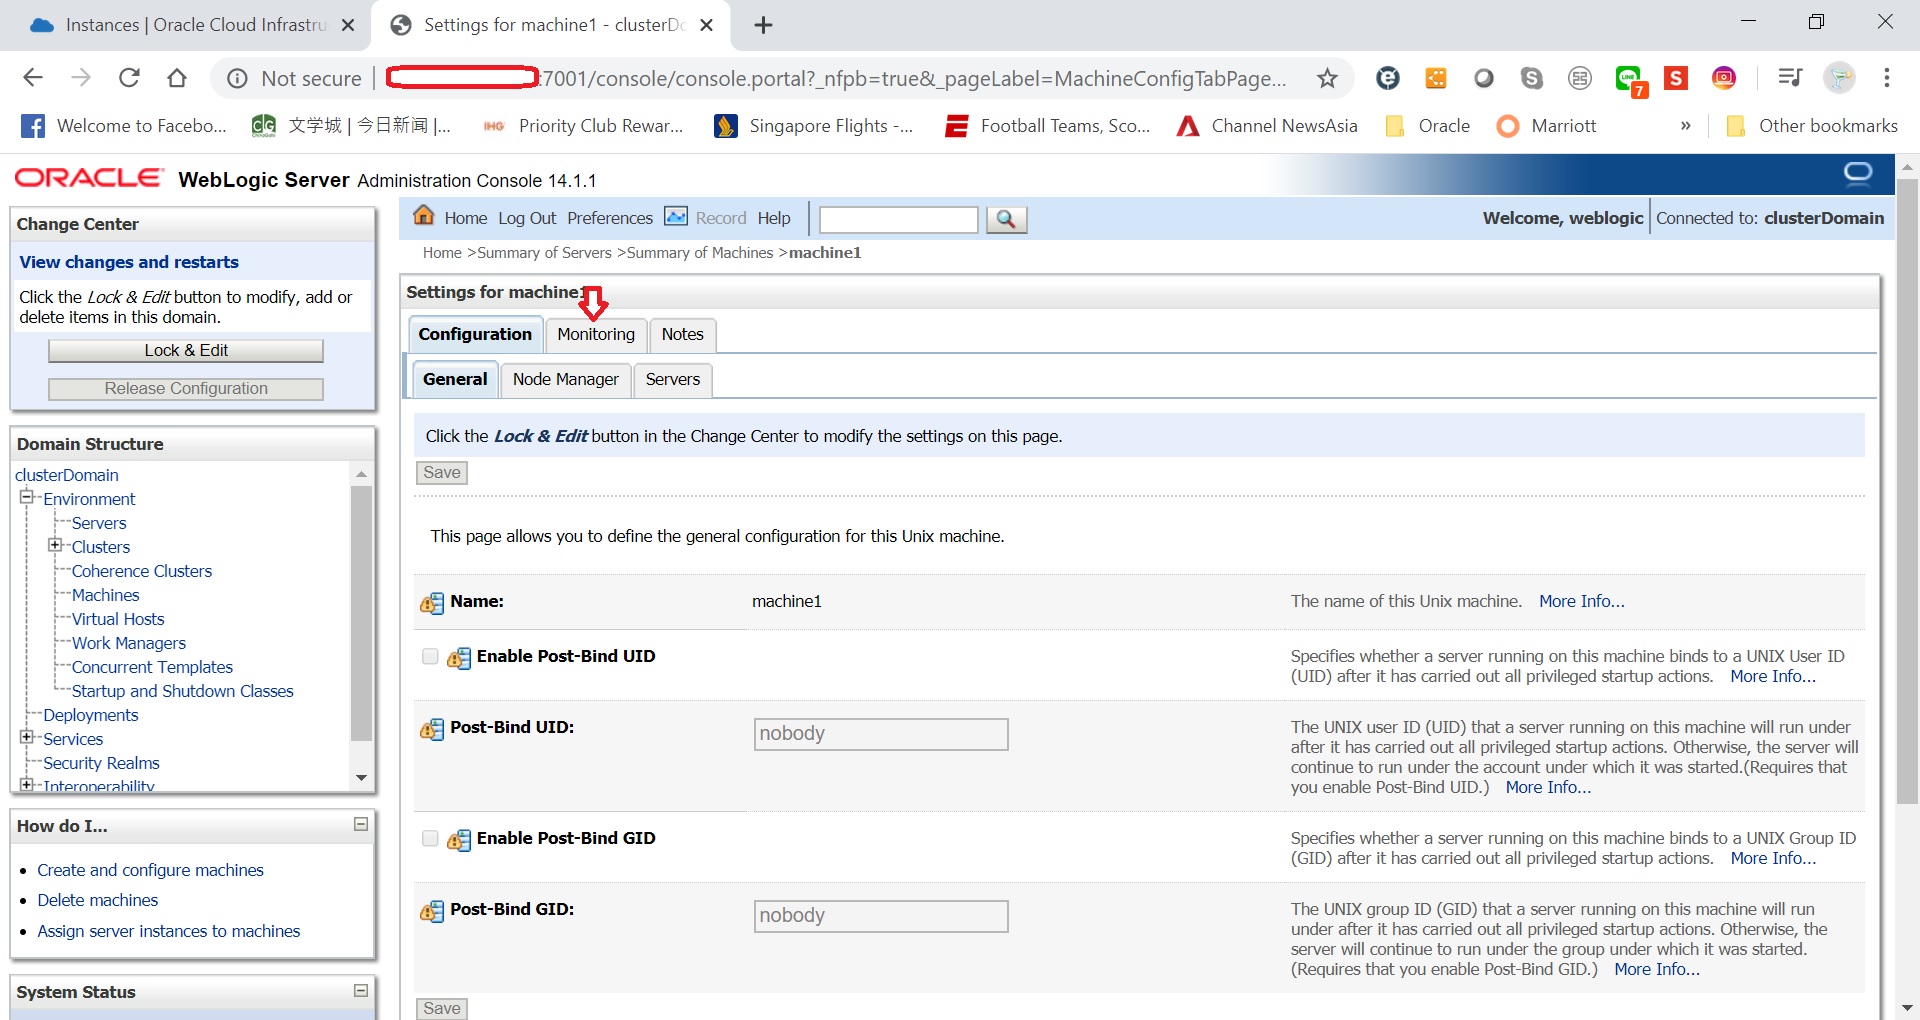 Instances | Oracle Cloud Infrastru
Settings for machine1 - clusterDo
Not secure
:7001/console/console.portal?_nfpb=true&_pageLabel=MachineConfigTabPage...
7
Welcome to Facebo...
文学城 | 今日新闻 |...
IHG Priority Club Rewar...
Singapore Flights -...
Football Teams, Sco...
Channel NewsAsia
Oracle
Marriott
»
Other bookmarks
ORACLE WebLogic Server Administration Console 14.1.1
Change Center
View changes and restarts
Click the Lock & Edit button to modify, add or
delete items in this domain.
Lock & Edit
Release Configuration
Domain Structure
clusterDomain
Environment
Servers
Clusters
Coherence Clusters
Machines
Virtual Hosts
Work Managers
Concurrent Templates
Startup and Shutdown Classes
Deployments
Services
Security Realms
Interoperability
How do I...
Create and configure machines
Delete machines
Assign server instances to machines
System Status
Home Log Out Preferences Record Help
Welcome, weblogic Connected to: clusterDomain
Home >Summary of Servers >Summary of Machines >machine1
Settings for machine1
Configuration Monitoring Notes
General Node Manager Servers
Click the Lock & Edit button in the Change Center to modify the settings on this page.
Save
This page allows you to define the general configuration for this Unix machine.
Name: machine1 The name of this Unix machine. More Info...
Enable Post-Bind UID
Specifies whether a server running on this machine binds to a UNIX User ID
(UID) after it has carried out all privileged startup actions. More Info...
Post-Bind UID: nobody
The UNIX user ID (UID) that a server running on this machine will run under
after it has carried out all privileged startup actions. Otherwise, the server will
continue to run under the account under which it was started.(Requires that
you enable Post-Bind UID.) More Info...
Enable Post-Bind GID
Specifies whether a server running on this machine binds to a UNIX Group ID
(GID) after it has carried out all privileged startup actions. More Info...
Post-Bind GID: nobody
The UNIX group ID (GID) that a server running on this machine will run
under after it has carried out all privileged startup actions. Otherwise, the
server will continue to run under the group under which it was started.
(Requires that you enable Post-Bind GID.) More Info...
Save